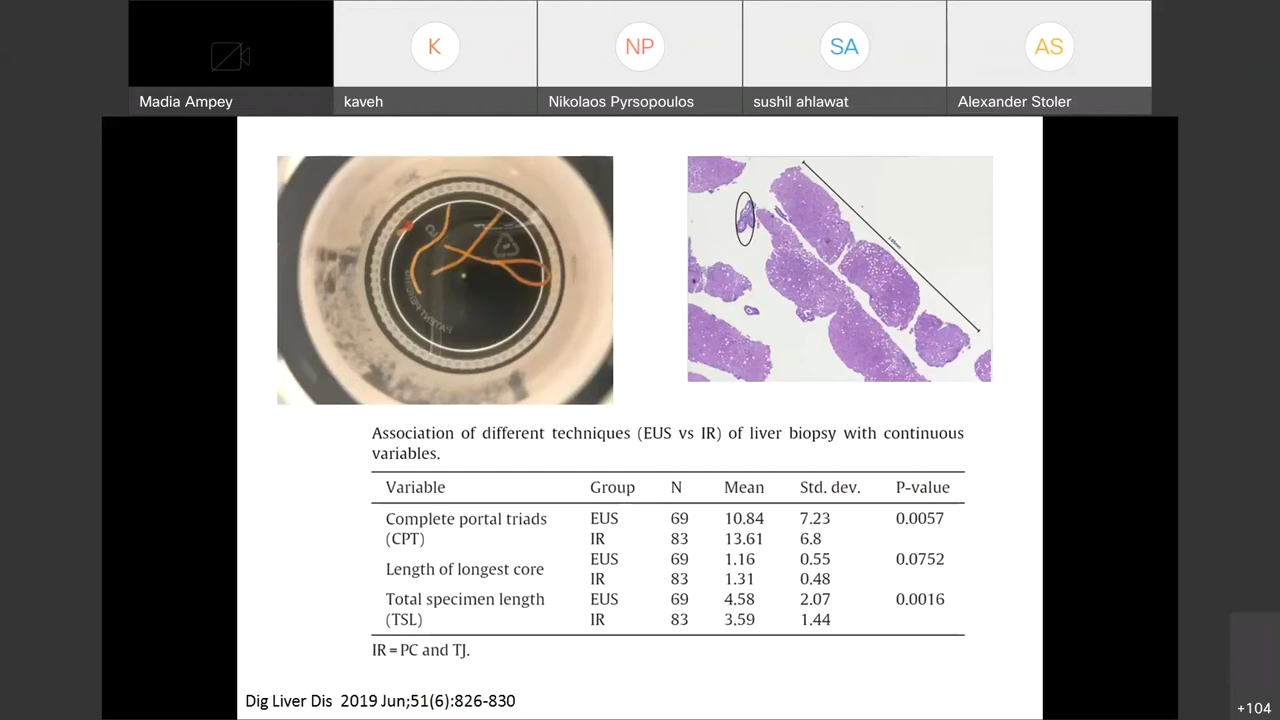 K
NP
SA
AS
Madia Ampey
kaveh
Nikolaos Pyrsopoulos
sushil ahlawat
Alexander Stoler
Association of different techniques (EUS vs IR) of liver biopsy with continuous
variables.
Variable Group N Mean Std. dev. P-value
Complete portal triads EUS 69 10.84 7.23 0.0057
(CPT) IR 83 13.61 6.8
Length of longest core EUS 69 1.16 0.55 0.0752
IR 83 1.31 0.48
Total specimen length EUS 69 4.58 2.07 0.0016
(TSL) IR 83 3.59 1.44
IR = PC and TJ.
Dig Liver Dis 2019 Jun;51(6):826-830
+104